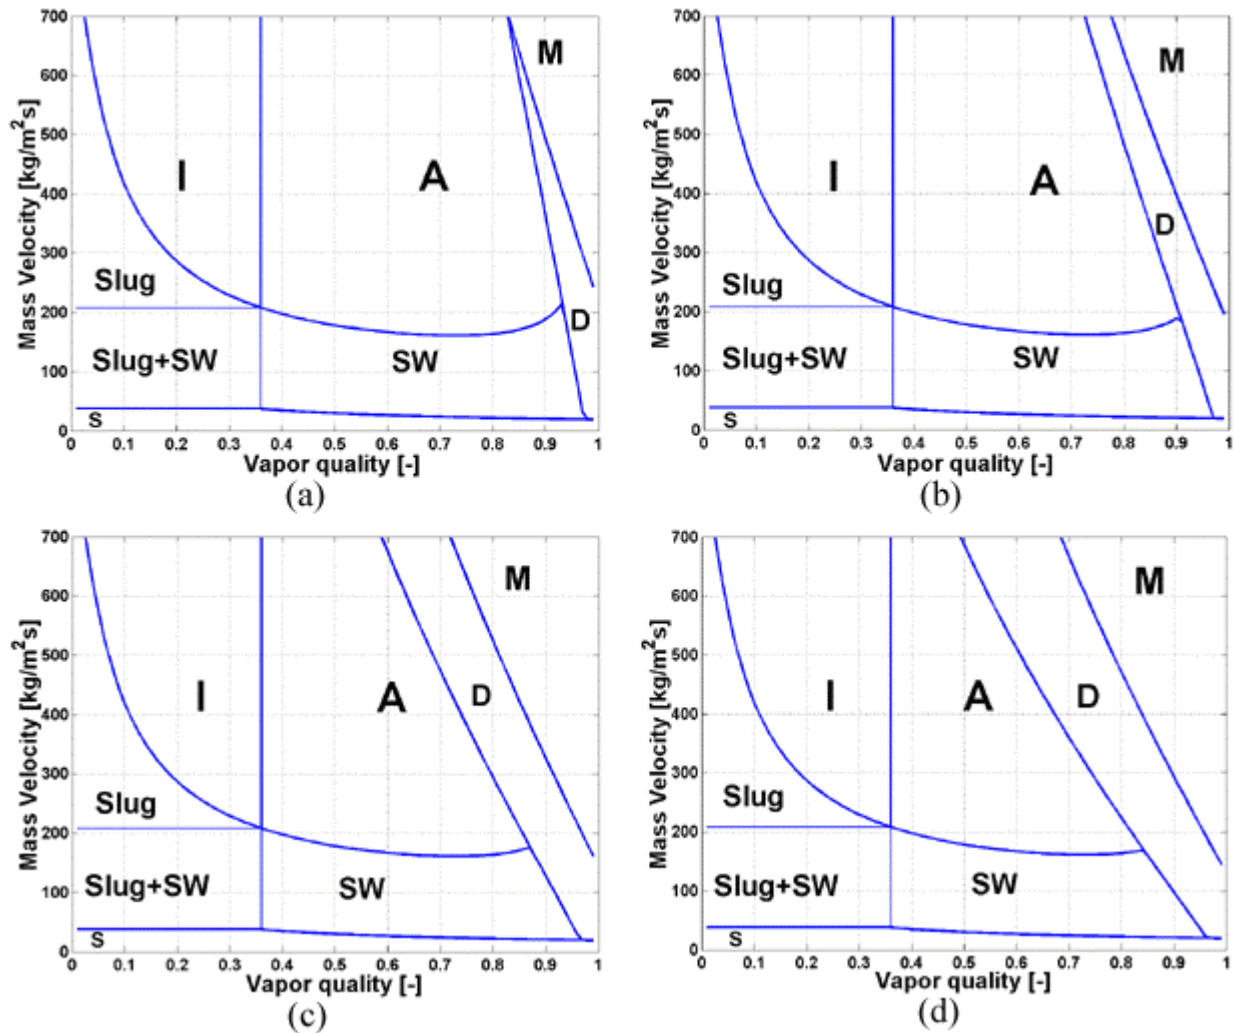 Mass Velocity [kg/m²s]
700
600
500
400
300
200
100
0
I
A
M
D
Slug
Slug+SW
SW
S
0 0.1 0.2 0.3 0.4 0.5 0.6 0.7 0.8 0.9 1
Vapor quality [-]
(a)
Mass Velocity [kg/m²s]
700
600
500
400
300
200
100
0
I
A
M
D
Slug
Slug+SW
SW
S
0 0.1 0.2 0.3 0.4 0.5 0.6 0.7 0.8 0.9 1
Vapor quality [-]
(b)
Mass Velocity [kg/m²s]
700
600
500
400
300
200
100
0
I
A
D
M
Slug
Slug+SW
SW
S
0 0.1 0.2 0.3 0.4 0.5 0.6 0.7 0.8 0.9 1
Vapor quality [-]
(c)
Mass Velocity [kg/m²s]
700
600
500
400
300
200
100
0
I
A
D
M
Slug
Slug+SW
SW
S
0 0.1 0.2 0.3 0.4 0.5 0.6 0.7 0.8 0.9 1
Vapor quality [-]
(d)